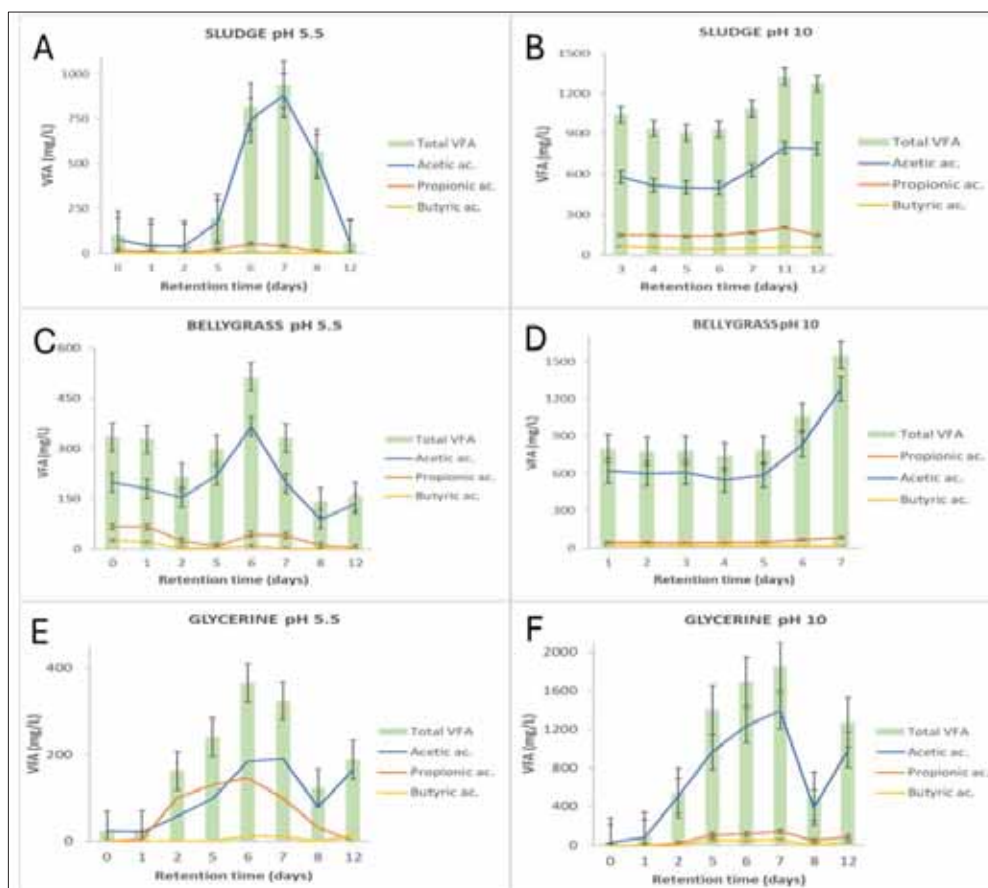 A
SLUDGE pH 5.5
VFA (mg/L)
1000
750
500
250
0
0 1 2 5 6 7 8 12
Retention time (days)
Total VFA
Acetic ac.
Propionic ac.
Butyric ac.
B
SLUDGE pH 10
VFA (mg/L)
1500
1200
900
600
300
0
3 4 5 6 7 11 12
Retention time (days)
Total VFA
Acetic ac.
Propionic ac.
Butyric ac.
C
BELLYGRASS pH 5.5
VFA (mg/L)
600
450
300
150
0
0 1 2 5 6 7 8 12
Retention time (days)
Total VFA
Acetic ac.
Propionic ac.
Butyric ac.
D
BELLYGRASSpH 10
VFA (mg/L)
1500
1200
900
600
300
0
1 2 3 4 5 6 7
Retention time (days)
Total VFA
Propionic ac.
Acetic ac.
Butyric ac.
E
GLYCERINE pH 5.5
VFA (mg/L)
400
200
0
0 1 2 5 6 7 8 12
Retention time (days)
Total VFA
Acetic ac.
Propionic ac.
Butyric ac.
F
GLYCERINE pH 10
VFA (mg/L)
2000
1600
1200
800
400
0
0 1 2 5 6 7 8 12
Retention time (days)
Total VFA
Acetic ac.
Propionic ac.
Butyric ac.